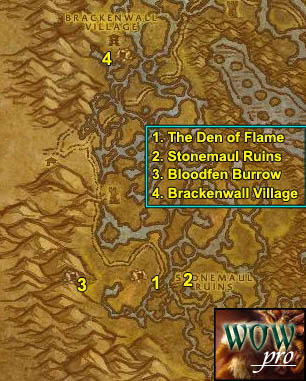 BRACKENWALL
VILLAGE
4
1. The Den of Flame
2. Stonemaul Ruins
3. Bloodfen Burrow
4. Brackenwall Village
3
1
2
STONEMAUL
RUINS
WOW
pro